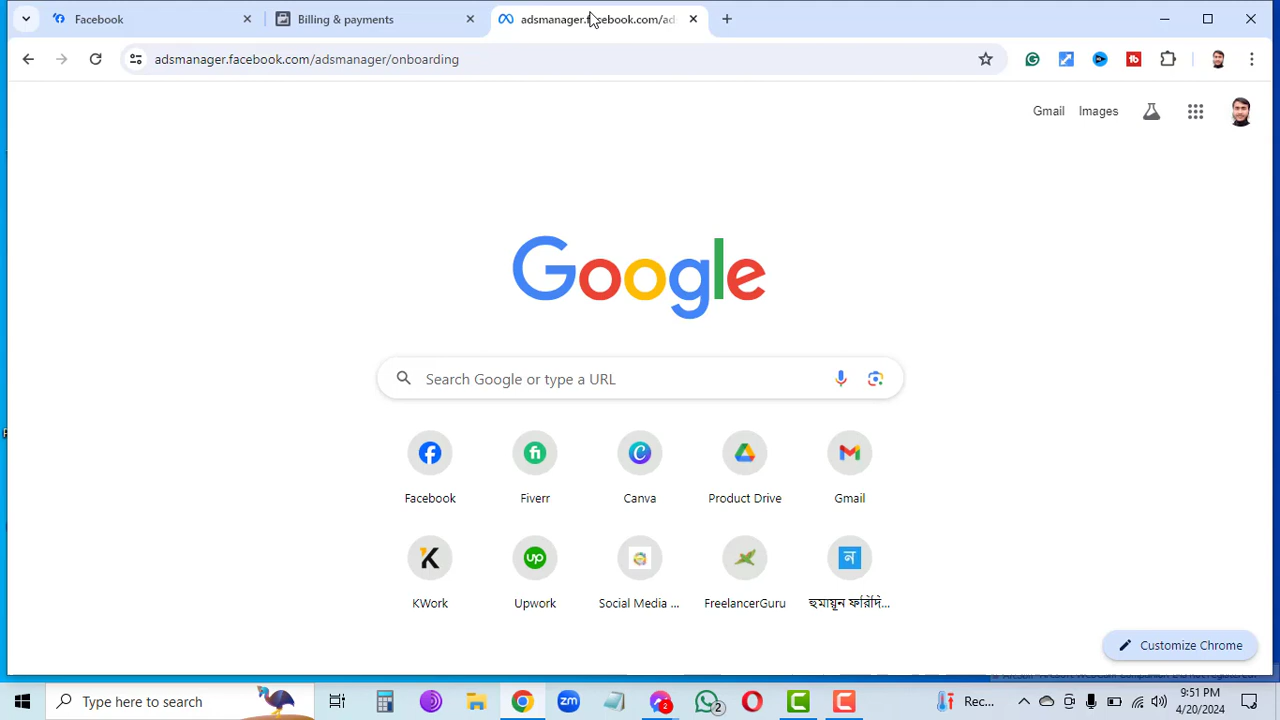 Facebook
Billing & payments
adsmanager.facebook.com/ad
adsmanager.facebook.com/adsmanager/onboarding
Gmail
Images
Google
Search Google or type a URL
Facebook
Fiverr
Canva
Product Drive
Gmail
KWork
Upwork
Social Media ...
FreelancerGuru
হুমায়ূন ফরিদি...
Customize Chrome
Type here to search
2
2
Rec...
9:51 PM
4/20/2024